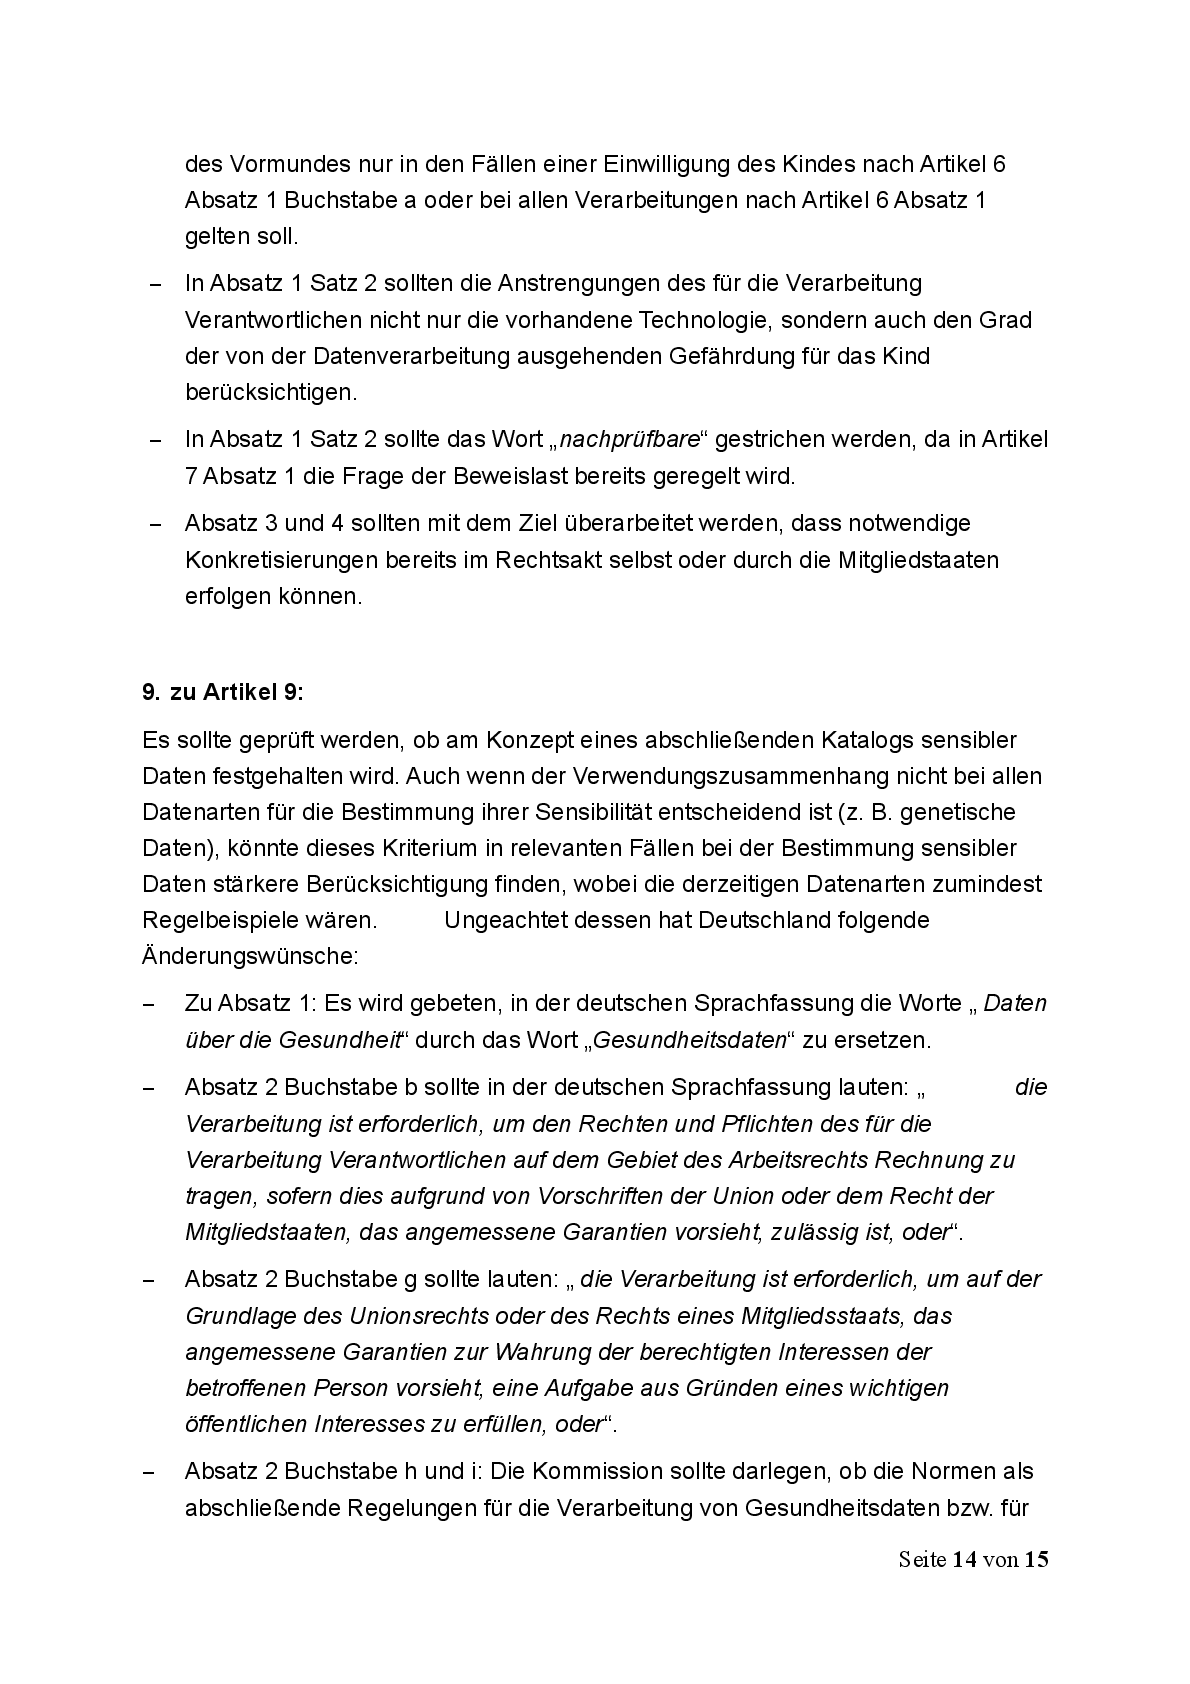 des Vormundes nur in den Fällen einer Einwilligung des Kindes nach Artikel 6
Absatz 1 Buchstabe a oder bei allen Verarbeitungen nach Artikel 6 Absatz 1
gelten soll.
– In Absatz 1 Satz 2 sollten die Anstrengungen des für die Verarbeitung
Verantwortlichen nicht nur die vorhandene Technologie, sondern auch den Grad
der von der Datenverarbeitung ausgehenden Gefährdung für das Kind
berücksichtigen.
– In Absatz 1 Satz 2 sollte das Wort „nachprüfbare“ gestrichen werden, da in Artikel
7 Absatz 1 die Frage der Beweislast bereits geregelt wird.
– Absatz 3 und 4 sollten mit dem Ziel überarbeitet werden, dass notwendige
Konkretisierungen bereits im Rechtsakt selbst oder durch die Mitgliedstaaten
erfolgen können.
9. zu Artikel 9:
Es sollte geprüft werden, ob am Konzept eines abschließenden Katalogs sensibler
Daten festgehalten wird. Auch wenn der Verwendungszusammenhang nicht bei allen
Datenarten für die Bestimmung ihrer Sensibilität entscheidend ist (z. B. genetische
Daten), könnte dieses Kriterium in relevanten Fällen bei der Bestimmung sensibler
Daten stärkere Berücksichtigung finden, wobei die derzeitigen Datenarten zumindest
Regelbeispiele wären. Ungeachtet dessen hat Deutschland folgende
Änderungswünsche:
– Zu Absatz 1: Es wird gebeten, in der deutschen Sprachfassung die Worte „ Daten
über die Gesundheit“ durch das Wort „Gesundheitsdaten“ zu ersetzen.
– Absatz 2 Buchstabe b sollte in der deutschen Sprachfassung lauten: „ die
Verarbeitung ist erforderlich, um den Rechten und Pflichten des für die
Verarbeitung Verantwortlichen auf dem Gebiet des Arbeitsrechts Rechnung zu
tragen, sofern dies aufgrund von Vorschriften der Union oder dem Recht der
Mitgliedstaaten, das angemessene Garantien vorsieht, zulässig ist, oder“.
– Absatz 2 Buchstabe g sollte lauten: „ die Verarbeitung ist erforderlich, um auf der
Grundlage des Unionsrechts oder des Rechts eines Mitgliedsstaats, das
angemessene Garantien zur Wahrung der berechtigten Interessen der
betroffenen Person vorsieht, eine Aufgabe aus Gründen eines wichtigen
öffentlichen Interesses zu erfüllen, oder“.
– Absatz 2 Buchstabe h und i: Die Kommission sollte darlegen, ob die Normen als
abschließende Regelungen für die Verarbeitung von Gesundheitsdaten bzw. für
Seite 14 von 15